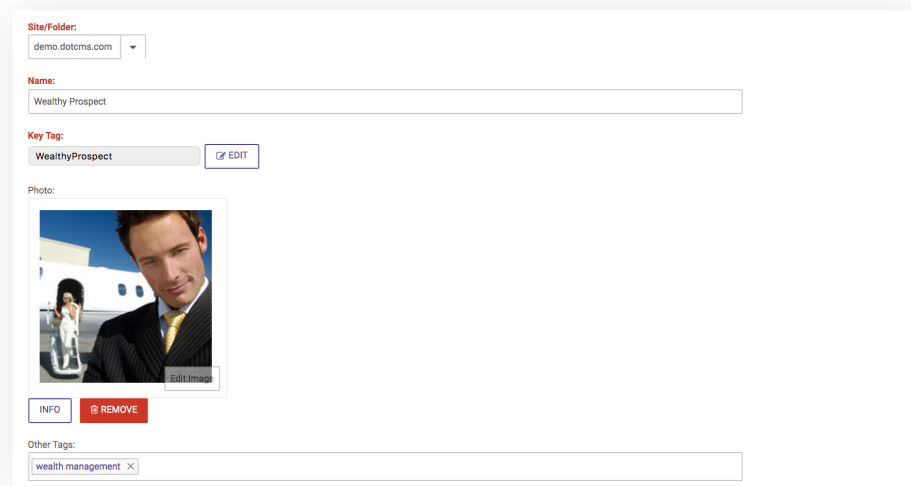 Site/Folder:
demo.dotcms.com
Name:
Wealthy Prospect
Key Tag:
WealthyProspect
EDIT
Photo:
Edit Image
INFO
REMOVE
Other Tags:
wealth management